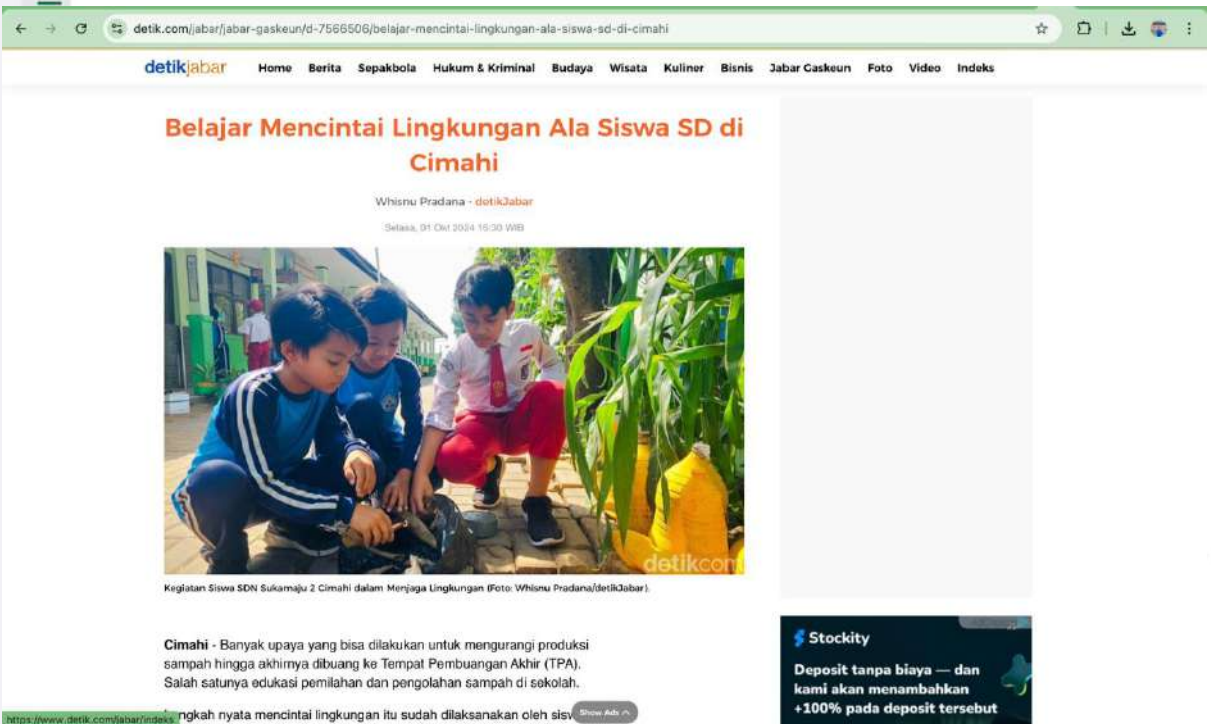 detik.com/jabar/jabar-gaskeun/d-7566506/belajar-mencintai-lingkungan-ala-siswa-sd-di-cimahi
detikjabar Home Berita Sepakbola Hukum & Kriminal Budaya Wisata Kuliner Bisnis Jabar Gaskeun Foto Video Indeks
Belajar Mencintai Lingkungan Ala Siswa SD di
Cimahi
Whisnu Pradana - detikJabar
Selasa, 01 Okt 2024 16:30 WIB
detikcom
Kegiatan Siswa SDN Sukamaju 2 Cimahi dalam Menjaga Lingkungan (Foto: Whisnu Pradana/detikJabar).
Cimahi - Banyak upaya yang bisa dilakukan untuk mengurangi produksi
sampah hingga akhirnya dibuang ke Tempat Pembuangan Akhir (TPA).
Salah satunya edukasi pemilahan dan pengolahan sampah di sekolah.
ngkah nyata mencintai lingkungan itu sudah dilaksanakan oleh sisw
Show Ads
Stockity
Deposit tanpa biaya — dan
kami akan menambahkan
+100% pada deposit tersebut
https://www.detik.com/jabar/indeks